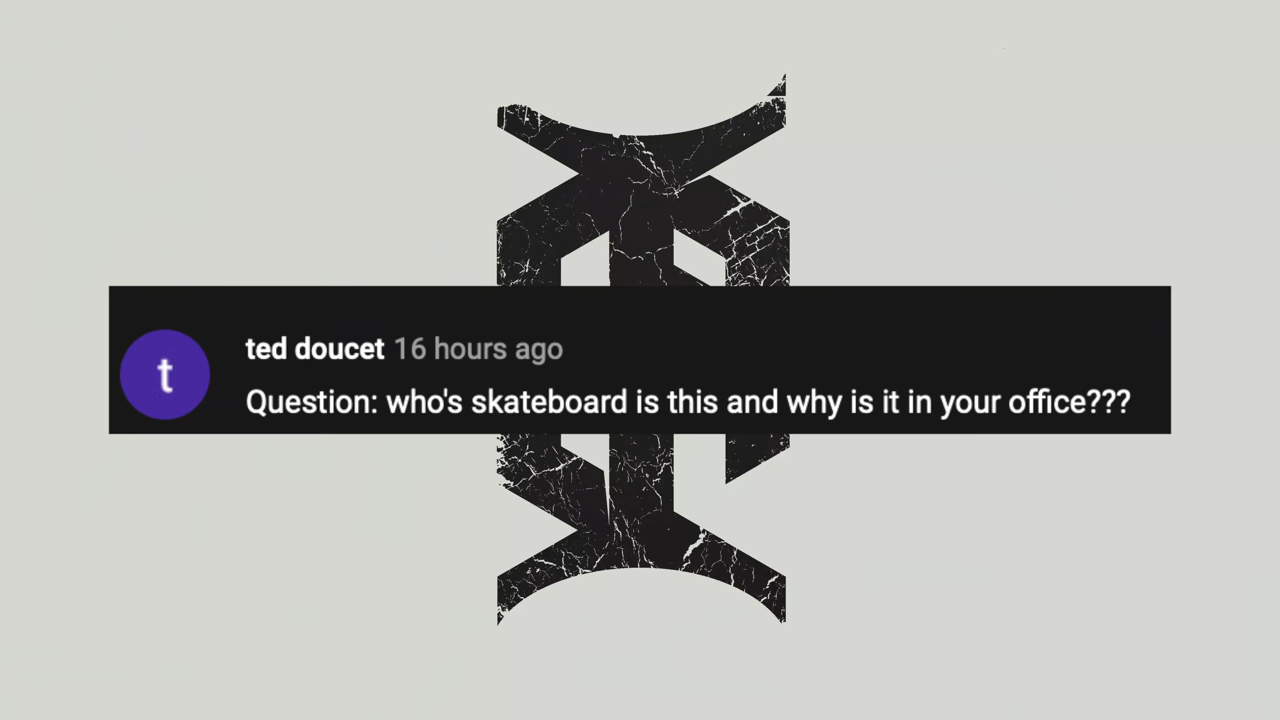 t
ted doucet 16 hours ago
Question: who's skateboard is this and why is it in your office???